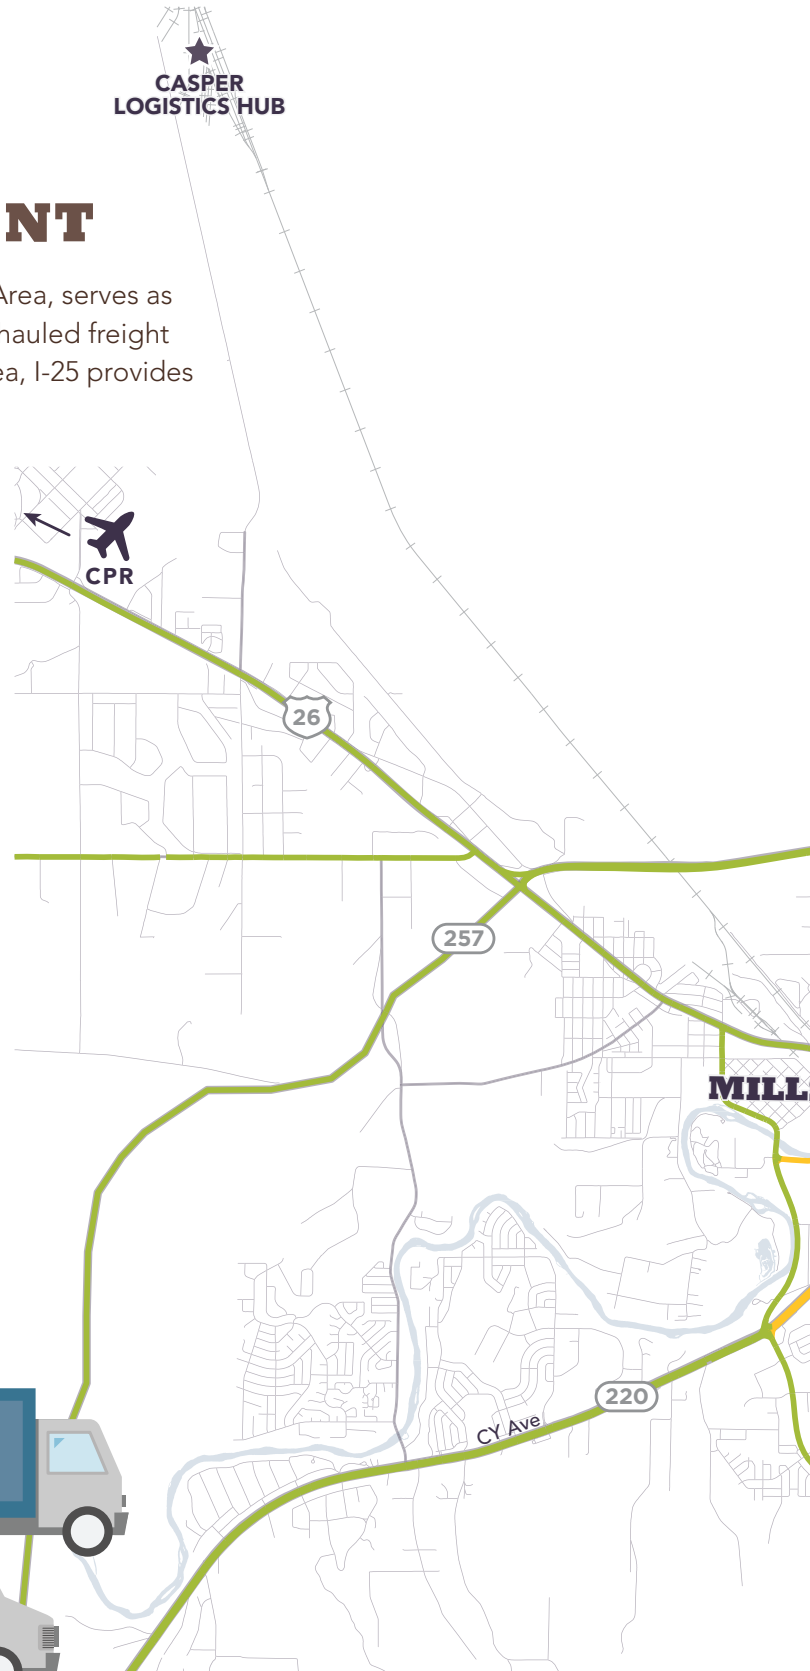 CASPER
LOGISTICS HUB
NT
Area, serves as
hauled freight
ea, I-25 provides
CPR
26
257
MILL
220
CY Ave